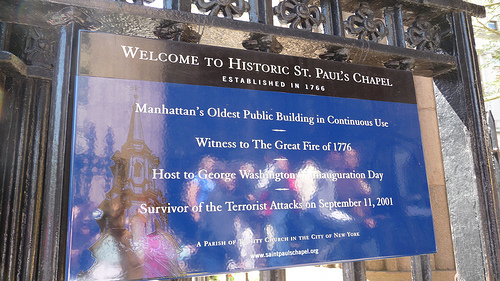 WELCOME TO HISTORIC ST. PAUL'S CHAPEL
ESTABLISHED IN 1766
Manhattan's Oldest Public Building in Continuous Use
Witness to The Great Fire of 1776
Host to George Washington's Inauguration Day
Survivor of the Terrorist Attacks on September 11, 2001
A PARISH OF TRINITY CHURCH IN THE CITY OF NEW YORK
www.saintpaulschapel.org